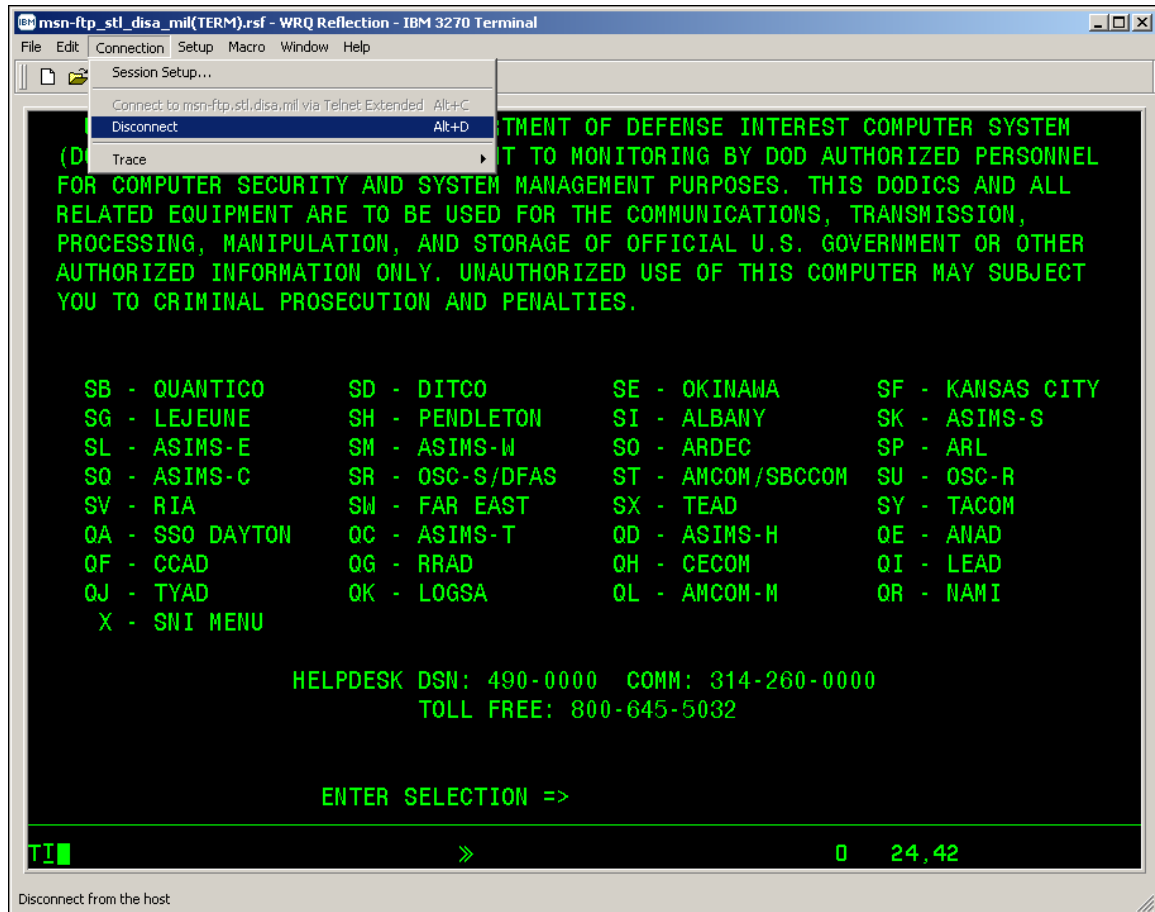 msn-ftp_stl_disa_mil(TERM).rsf - WRQ Reflection - IBM 3270 Terminal
File Edit Connection Setup Macro Window Help
Session Setup...
Connect to msn-ftp.stl.disa.mil via Telnet Extended Alt+C
Disconnect Alt+D
Trace
TMENT OF DEFENSE INTEREST COMPUTER SYSTEM
(D T TO MONITORING BY DOD AUTHORIZED PERSONNEL
FOR COMPUTER SECURITY AND SYSTEM MANAGEMENT PURPOSES. THIS DODICS AND ALL
RELATED EQUIPMENT ARE TO BE USED FOR THE COMMUNICATIONS, TRANSMISSION,
PROCESSING, MANIPULATION, AND STORAGE OF OFFICIAL U.S. GOVERNMENT OR OTHER
AUTHORIZED INFORMATION ONLY. UNAUTHORIZED USE OF THIS COMPUTER MAY SUBJECT
YOU TO CRIMINAL PROSECUTION AND PENALTIES.
SB - QUANTICO SD - DITCO SE - OKINAWA SF - KANSAS CITY
SG - LEJEUNE SH - PENDLETON SI - ALBANY SK - ASIMS-S
SL - ASIMS-E SM - ASIMS-W SO - ARDEC SP - ARL
SQ - ASIMS-C SR - OSC-S/DFAS ST - AMCOM/SBCCOM SU - OSC-R
SV - RIA SW - FAR EAST SX - TEAD SY - TACOM
QA - SSO DAYTON QC - ASIMS-T QD - ASIMS-H QE - ANAD
QF - CCAD QG - RRAD QH - CECOM QI - LEAD
QJ - TYAD QK - LOGSA QL - AMCOM-M QR - NAMI
X - SNI MENU
HELPDESK DSN: 490-0000 COMM: 314-260-0000
TOLL FREE: 800-645-5032
ENTER SELECTION =>
TI » 0 24,42
Disconnect from the host